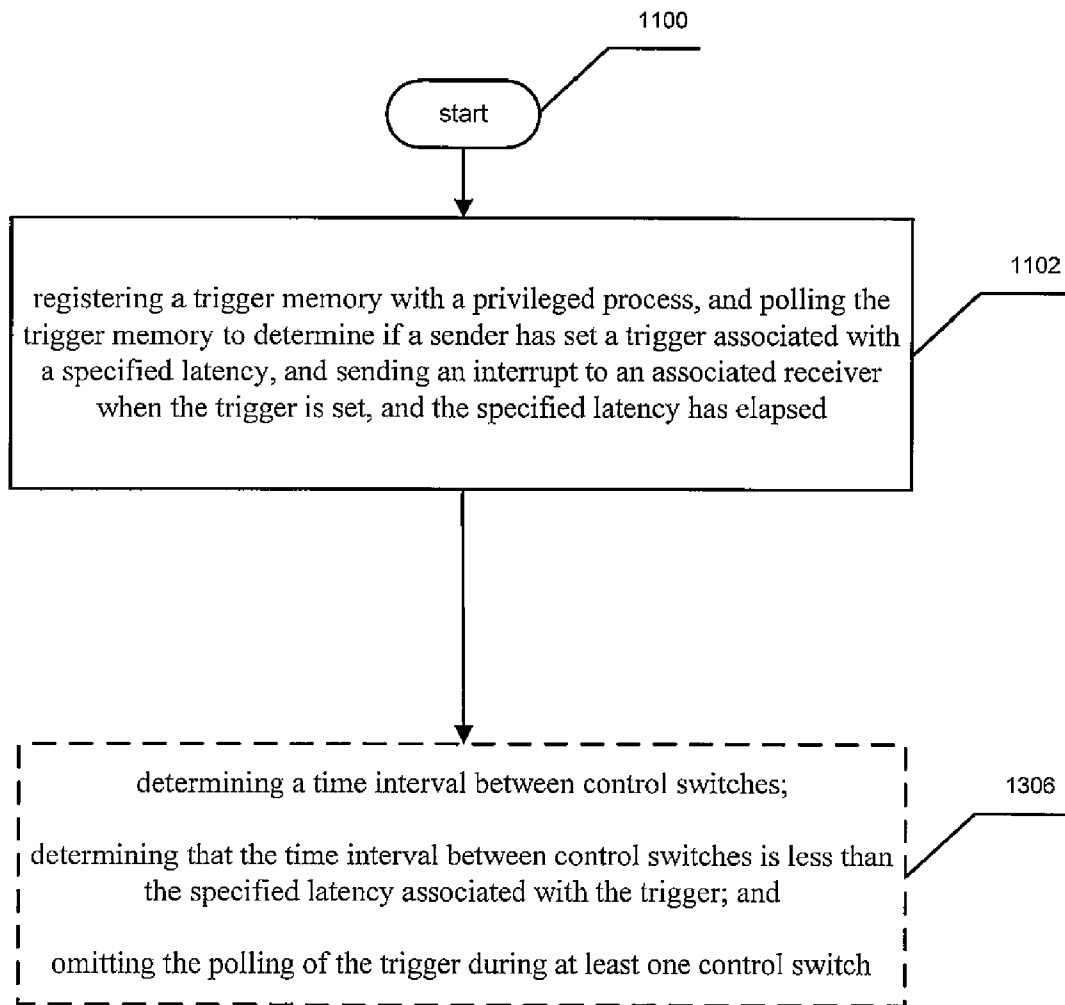 1100
start
1102
registering a trigger memory with a privileged process, and polling the
trigger memory to determine if a sender has set a trigger associated with
a specified latency, and sending an interrupt to an associated receiver
when the trigger is set, and the specified latency has elapsed
determining a time interval between control switches;
1306
determining that the time interval between control switches is less than
the specified latency associated with the trigger; and
omitting the polling of the trigger during at least one control switch